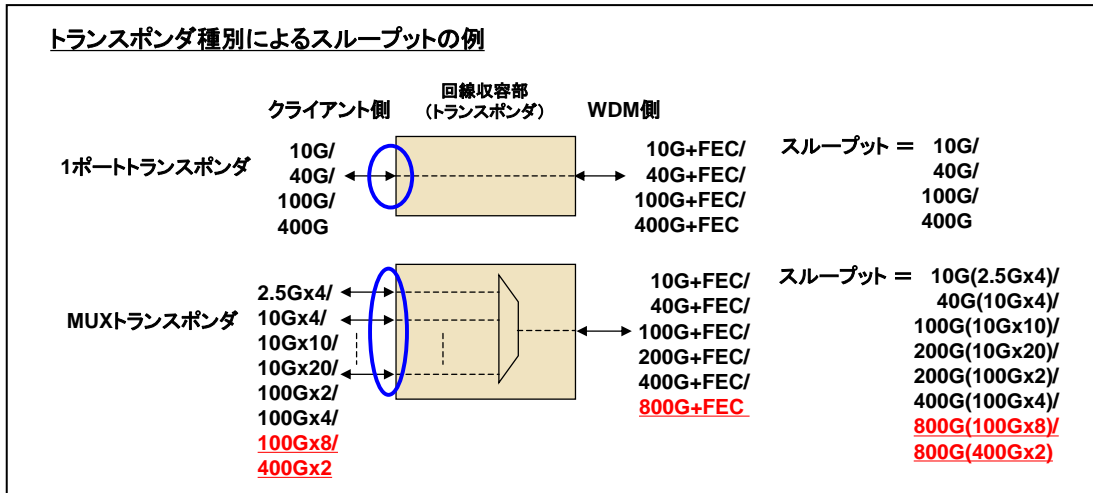 トランスポンダ種別によるスループットの例
クライアント側
回線収容部
(トランスポンダ)
WDM側
1ポートトランスポンダ
10G/
40G/
100G/
400G
10G+FEC/
40G+FEC/
100G+FEC/
400G+FEC
スループット =
10G/
40G/
100G/
400G
MUXトランスポンダ
2.5Gx4/
10Gx4/
10Gx10/
10Gx20/
100Gx2/
100Gx4/
100Gx8/
400Gx2
10G+FEC/
40G+FEC/
100G+FEC/
200G+FEC/
400G+FEC/
800G+FEC
スループット =
10G(2.5Gx4)/
40G(10Gx4)/
100G(10Gx10)/
200G(10Gx20)/
200G(100Gx2)/
400G(100Gx4)/
800G(100Gx8)/
800G(400Gx2)